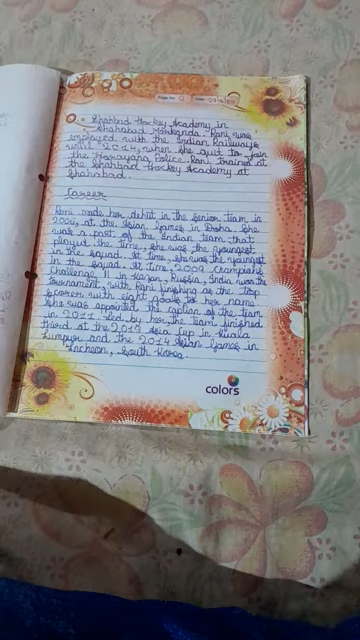 Page No. 2 Date
Shahbad Hockey Academy in
Shahabad Markanda. Rani was
employed with the Indian Railways
until 2014, when she quit to join
the Haryana Police. Rani trained at
the Shahbad Hockey Academy at
Shahabad.
Career
Rani made her debut in the senior team in
2006, at the Asian Games in Doha. She
was a part of the Indian team that
played. the time, she was the youngest
in the squad. At time, she was the youngest
in the squad. At time, 2009 Champions
Challenge II in Kazan, Russia, India won the
tournament, with Rani finishing as the top
scorer with eight goals to her name
She was appointed the captain of the team
in 2011. Led by her, the team finished
third at the 2013 Asia Cup in Kuala
Lumpur and the 2014 Asian Games in
Incheon, South Korea.
colors